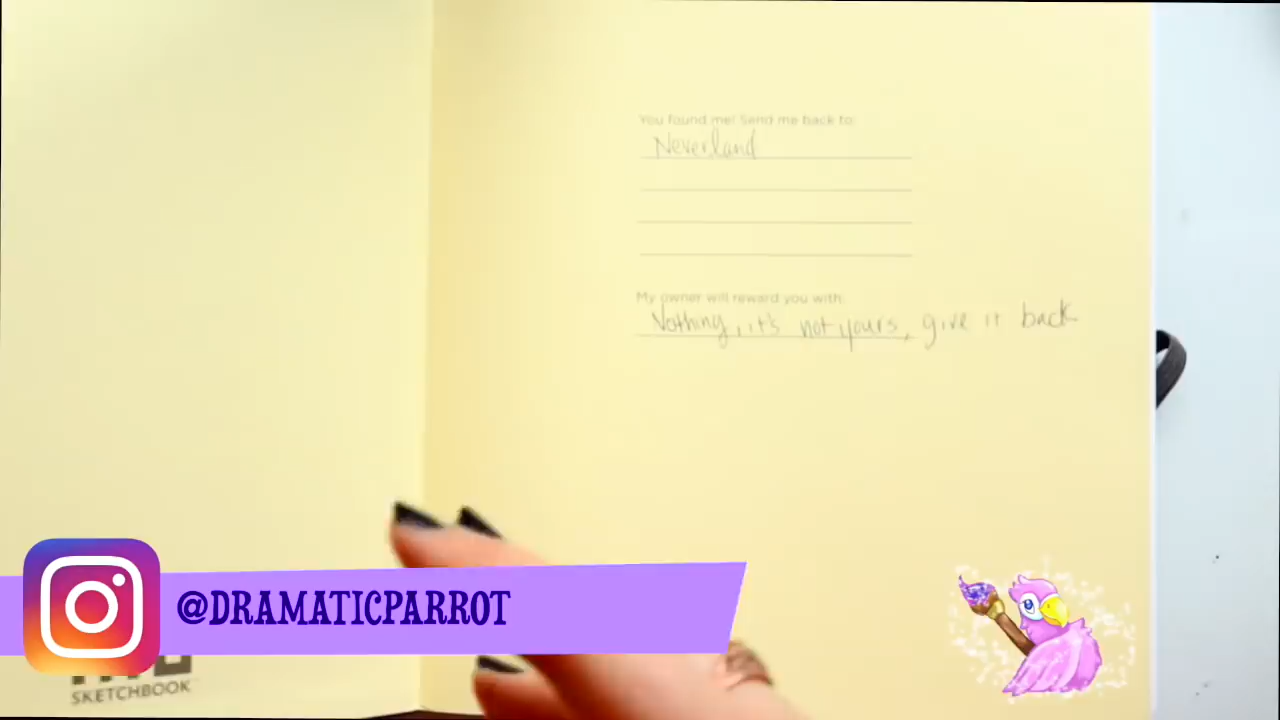 You found me! Send me back to:
Neverland
My owner will reward you with:
Nothing, it's not yours, give it back
@DRAMATICPARROT
SKETCHBOOK